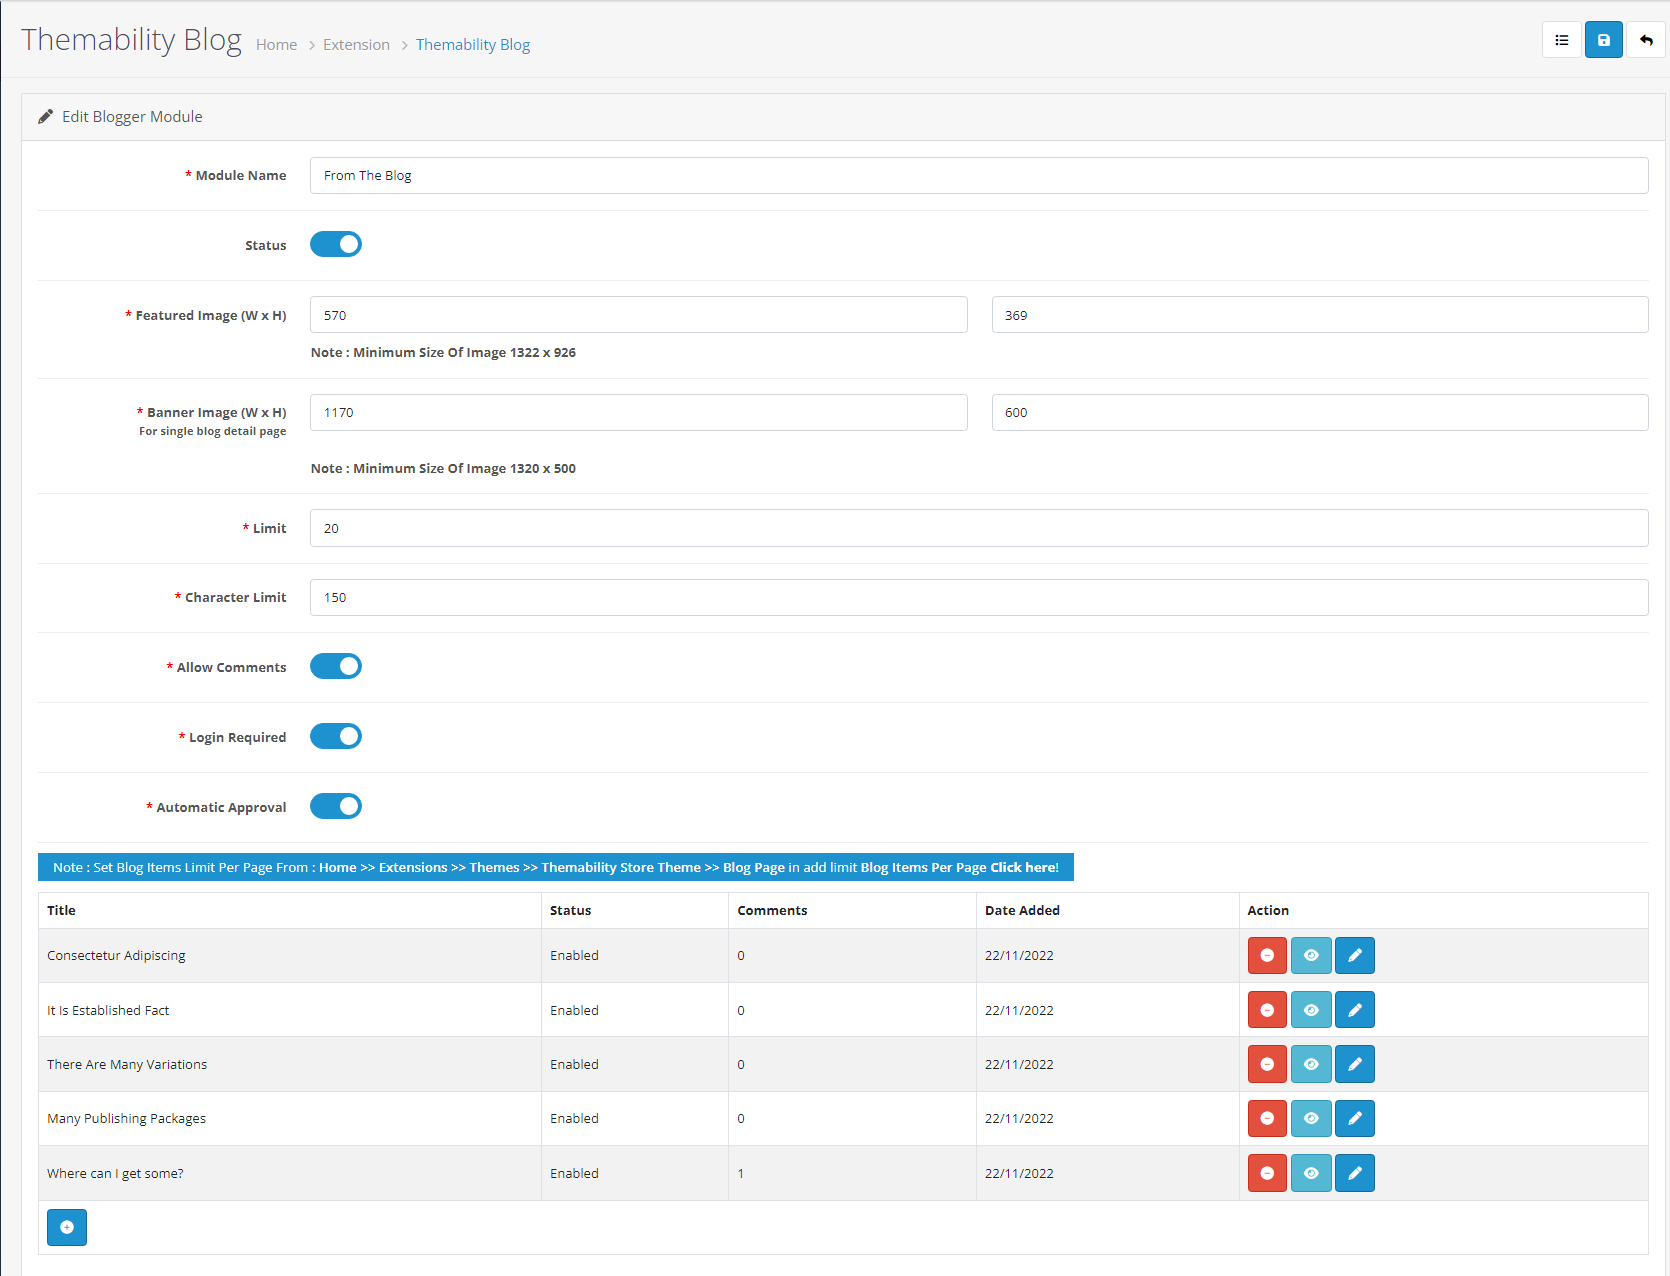 Themability Blog Home > Extension > Themability Blog
Edit Blogger Module
* Module Name From The Blog
Status
* Featured Image (W x H) 570 369
Note : Minimum Size Of Image 1322 x 926
* Banner Image (W x H) 1170 600
For single blog detail page
Note : Minimum Size Of Image 1320 x 500
* Limit 20
* Character Limit 150
* Allow Comments
* Login Required
* Automatic Approval
Note : Set Blog Items Limit Per Page From : Home >> Extensions >> Themes >> Themability Store Theme >> Blog Page in add limit Blog Items Per Page Click here!
Title Status Comments Date Added Action
Consectetur Adipiscing Enabled 0 22/11/2022
It Is Established Fact Enabled 0 22/11/2022
There Are Many Variations Enabled 0 22/11/2022
Many Publishing Packages Enabled 0 22/11/2022
Where can I get some? Enabled 1 22/11/2022